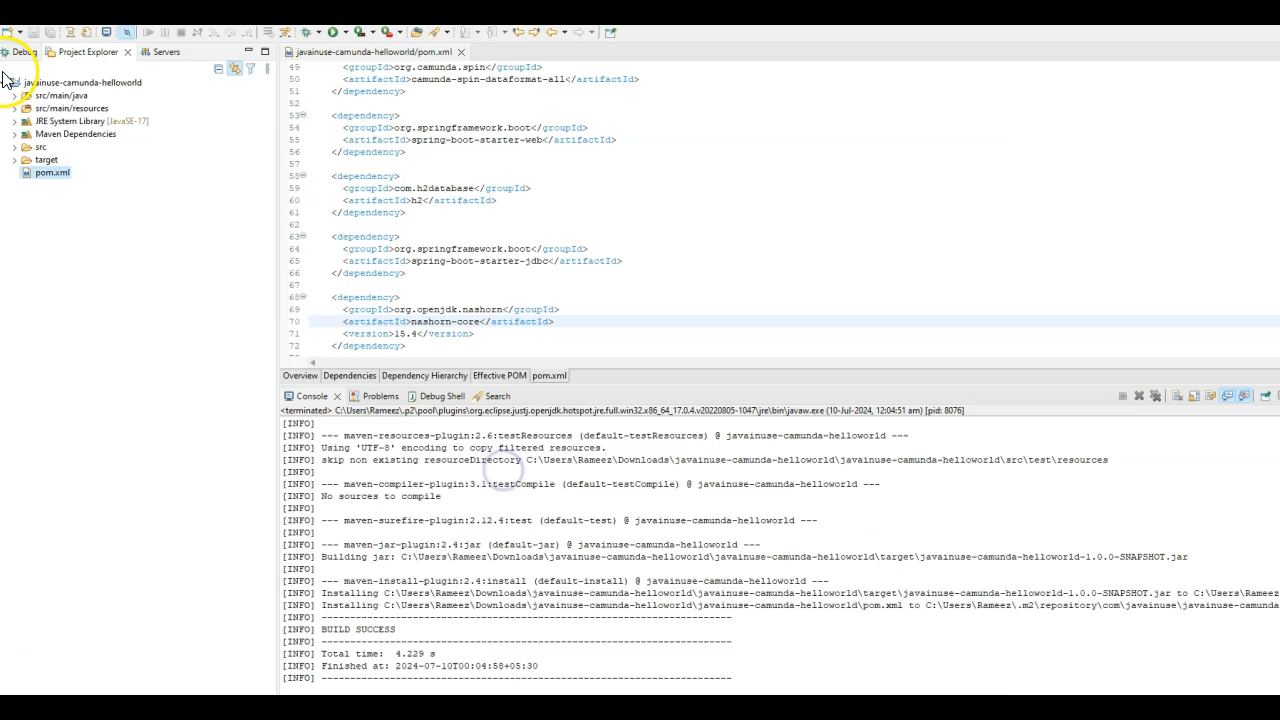 Debug Project Explorer Servers
javainuse-camunda-helloworld
src/main/java
src/main/resources
JRE System Library [JavaSE-17]
Maven Dependencies
src
target
pom.xml
javainuse-camunda-helloworld/pom.xml
49 <groupId>org.camunda.spin</groupId>
50 <artifactId>camunda-spin-dataformat-all</artifactId>
51 </dependency>
52
53 <dependency>
54 <groupId>org.springframework.boot</groupId>
55 <artifactId>spring-boot-starter-web</artifactId>
56 </dependency>
57
58 <dependency>
59 <groupId>com.h2database</groupId>
60 <artifactId>h2</artifactId>
61 </dependency>
62
63 <dependency>
64 <groupId>org.springframework.boot</groupId>
65 <artifactId>spring-boot-starter-jdbc</artifactId>
66 </dependency>
67
68 <dependency>
69 <groupId>org.openjdk.nashorn</groupId>
70 <artifactId>nashorn-core</artifactId>
71 <version>15.4</version>
72 </dependency>
Overview Dependencies Dependency Hierarchy Effective POM pom.xml
Console Problems Debug Shell Search
<terminated> C:\Users\Rameez\.p2\pool\plugins\org.eclipse.justj.openjdk.hotspot.jre.full.win32.x86_64_17.0.4.v20220805-1047\jre\bin\javaw.exe (10-Jul-2024, 12:04:51 am) [pid: 8076]
[INFO]
[INFO] --- maven-resources-plugin:2.6:testResources (default-testResources) @ javainuse-camunda-helloworld ---
[INFO] Using 'UTF-8' encoding to copy filtered resources.
[INFO] skip non existing resourceDirectory C:\Users\Rameez\Downloads\javainuse-camunda-helloworld\javainuse-camunda-helloworld\src\test\resources
[INFO]
[INFO] --- maven-compiler-plugin:3.1:testCompile (default-testCompile) @ javainuse-camunda-helloworld ---
[INFO] No sources to compile
[INFO]
[INFO] --- maven-surefire-plugin:2.12.4:test (default-test) @ javainuse-camunda-helloworld ---
[INFO]
[INFO] --- maven-jar-plugin:2.4:jar (default-jar) @ javainuse-camunda-helloworld ---
[INFO] Building jar: C:\Users\Rameez\Downloads\javainuse-camunda-helloworld\javainuse-camunda-helloworld\target\javainuse-camunda-helloworld-1.0.0-SNAPSHOT.jar
[INFO]
[INFO] --- maven-install-plugin:2.4:install (default-install) @ javainuse-camunda-helloworld ---
[INFO] Installing C:\Users\Rameez\Downloads\javainuse-camunda-helloworld\javainuse-camunda-helloworld\target\javainuse-camunda-helloworld-1.0.0-SNAPSHOT.jar to C:\Users\Rameez
[INFO] Installing C:\Users\Rameez\Downloads\javainuse-camunda-helloworld\javainuse-camunda-helloworld\pom.xml to C:\Users\Rameez\.m2\repository\com\javainuse\javainuse-camunda
[INFO] ------------------------------------------------------------------------
[INFO] BUILD SUCCESS
[INFO] ------------------------------------------------------------------------
[INFO] Total time: 4.229 s
[INFO] Finished at: 2024-07-10T00:04:58+05:30
[INFO] ------------------------------------------------------------------------